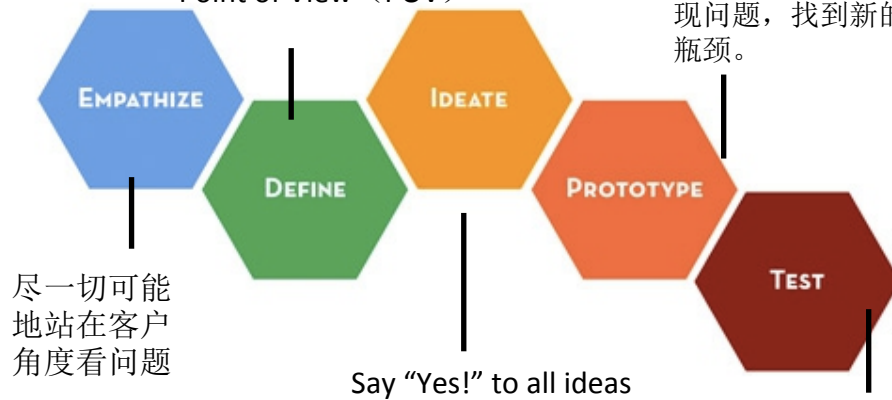 Point of View（POV）
现问题，找到新的
瓶颈。
EMPATHIZE
IDEATE
DEFINE
PROTOTYPE
TEST
尽一切可能
地站在客户
角度看问题
Say “Yes!” to all ideas